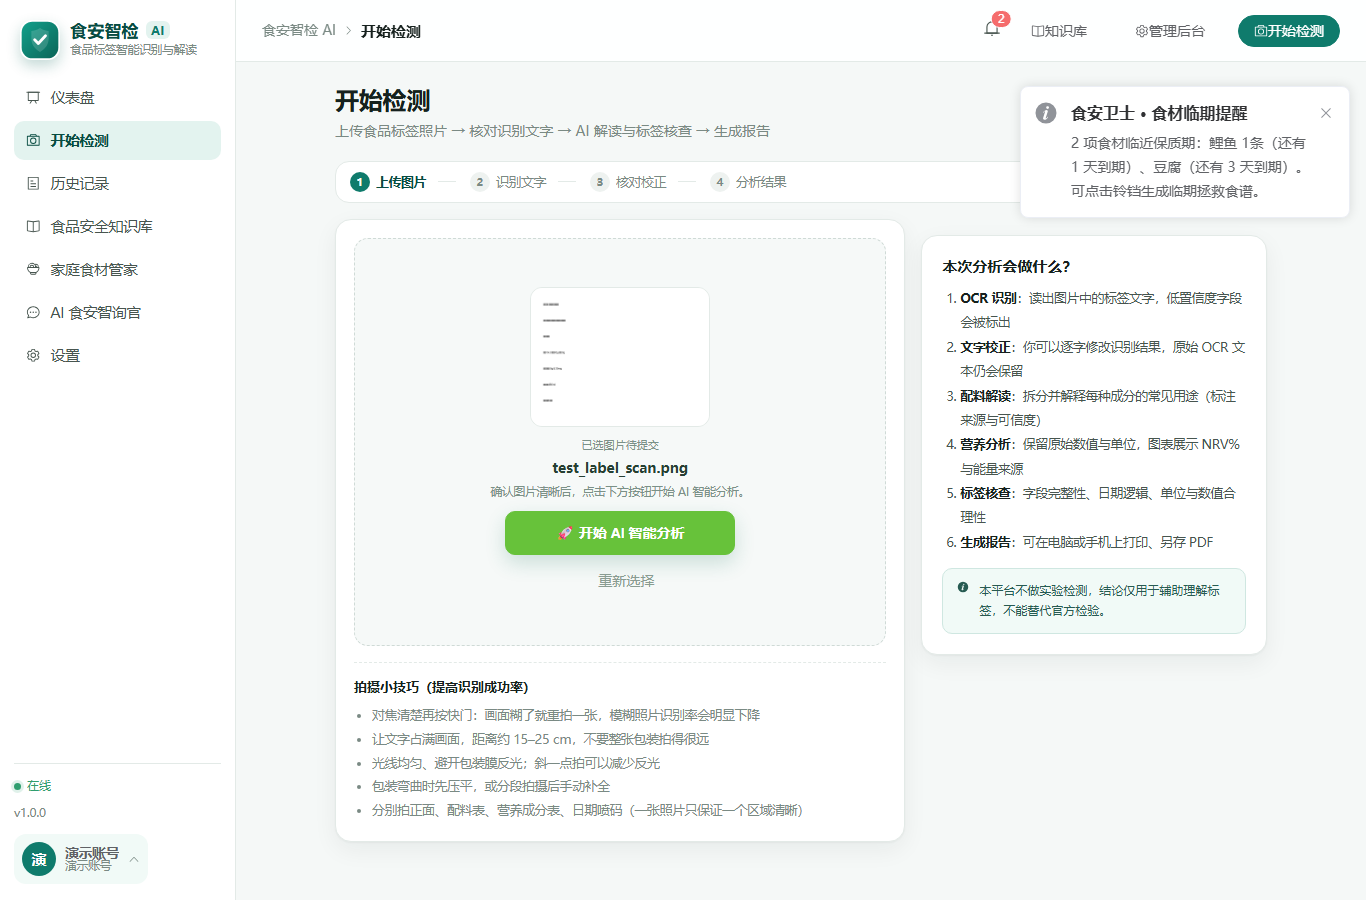 食安智检 AI
食品标签智能识别与解读
仪表盘
开始检测
历史记录
食品安全知识库
家庭食材管家
AI 食安智询官
设置
在线
v1.0.0
演
演示账号
演示账号
食安智检 AI > 开始检测
2
知识库
管理后台
开始检测
开始检测
上传食品标签照片 → 核对识别文字 → AI 解读与标签核查 → 生成报告
1 上传图片
2 识别文字
3 核对校正
4 分析结果
食安卫士 • 食材临期提醒
2 项食材临近保质期：鲤鱼 1条（还有
1 天到期）、豆腐（还有 3 天到期）。
可点击铃铛生成临期拯救食谱。
已选图片待提交
test_label_scan.png
确认图片清晰后，点击下方按钮开始 AI 智能分析。
🚀 开始 AI 智能分析
重新选择
拍摄小技巧（提高识别成功率）
• 对焦清楚再按快门：画面糊了就重拍一张，模糊照片识别率会明显下降
• 让文字占满画面，距离约 15–25 cm，不要整张包装拍得很远
• 光线均匀、避开包装膜反光；斜一点拍可以减少反光
• 包装弯曲时先压平，或分段拍摄后手动补全
• 分别拍正面、配料表、营养成分表、日期喷码（一张照片只保证一个区域清晰）
本次分析会做什么？
1. OCR 识别：读出图片中的标签文字，低置信度字段
会被标出
2. 文字校正：你可以逐字修改识别结果，原始 OCR 文
本仍会保留
3. 配料解读：拆分并解释每种成分的常见用途（标注
来源与可信度）
4. 营养分析：保留原始数值与单位，图表展示 NRV%
与能量来源
5. 标签核查：字段完整性、日期逻辑、单位与数值合
理性
6. 生成报告：可在电脑或手机上打印、另存 PDF
本平台不做实验检测，结论仅用于辅助理解标
签，不能替代官方检验。